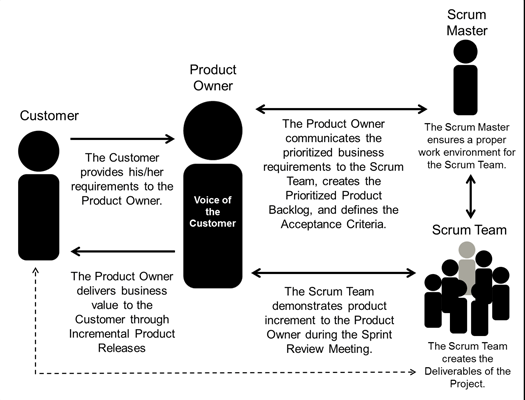 Scrum
Master
Product
Owner
Customer
The Customer
provides his/her
requirements to the
Product Owner.
Voice of
the
Customer
The Product Owner
communicates the
prioritized business
requirements to the Scrum
Team, creates the
Prioritized Product
Backlog, and defines the
Acceptance Criteria.
The Scrum Master
ensures a proper
work environment for
the Scrum Team.
Scrum Team
The Product Owner
delivers business
value to the
Customer through
Incremental Product
Releases
The Scrum Team
demonstrates product
increment to the Product
Owner during the Sprint
Review Meeting.
The Scrum Team
creates the
Deliverables of the
Project.